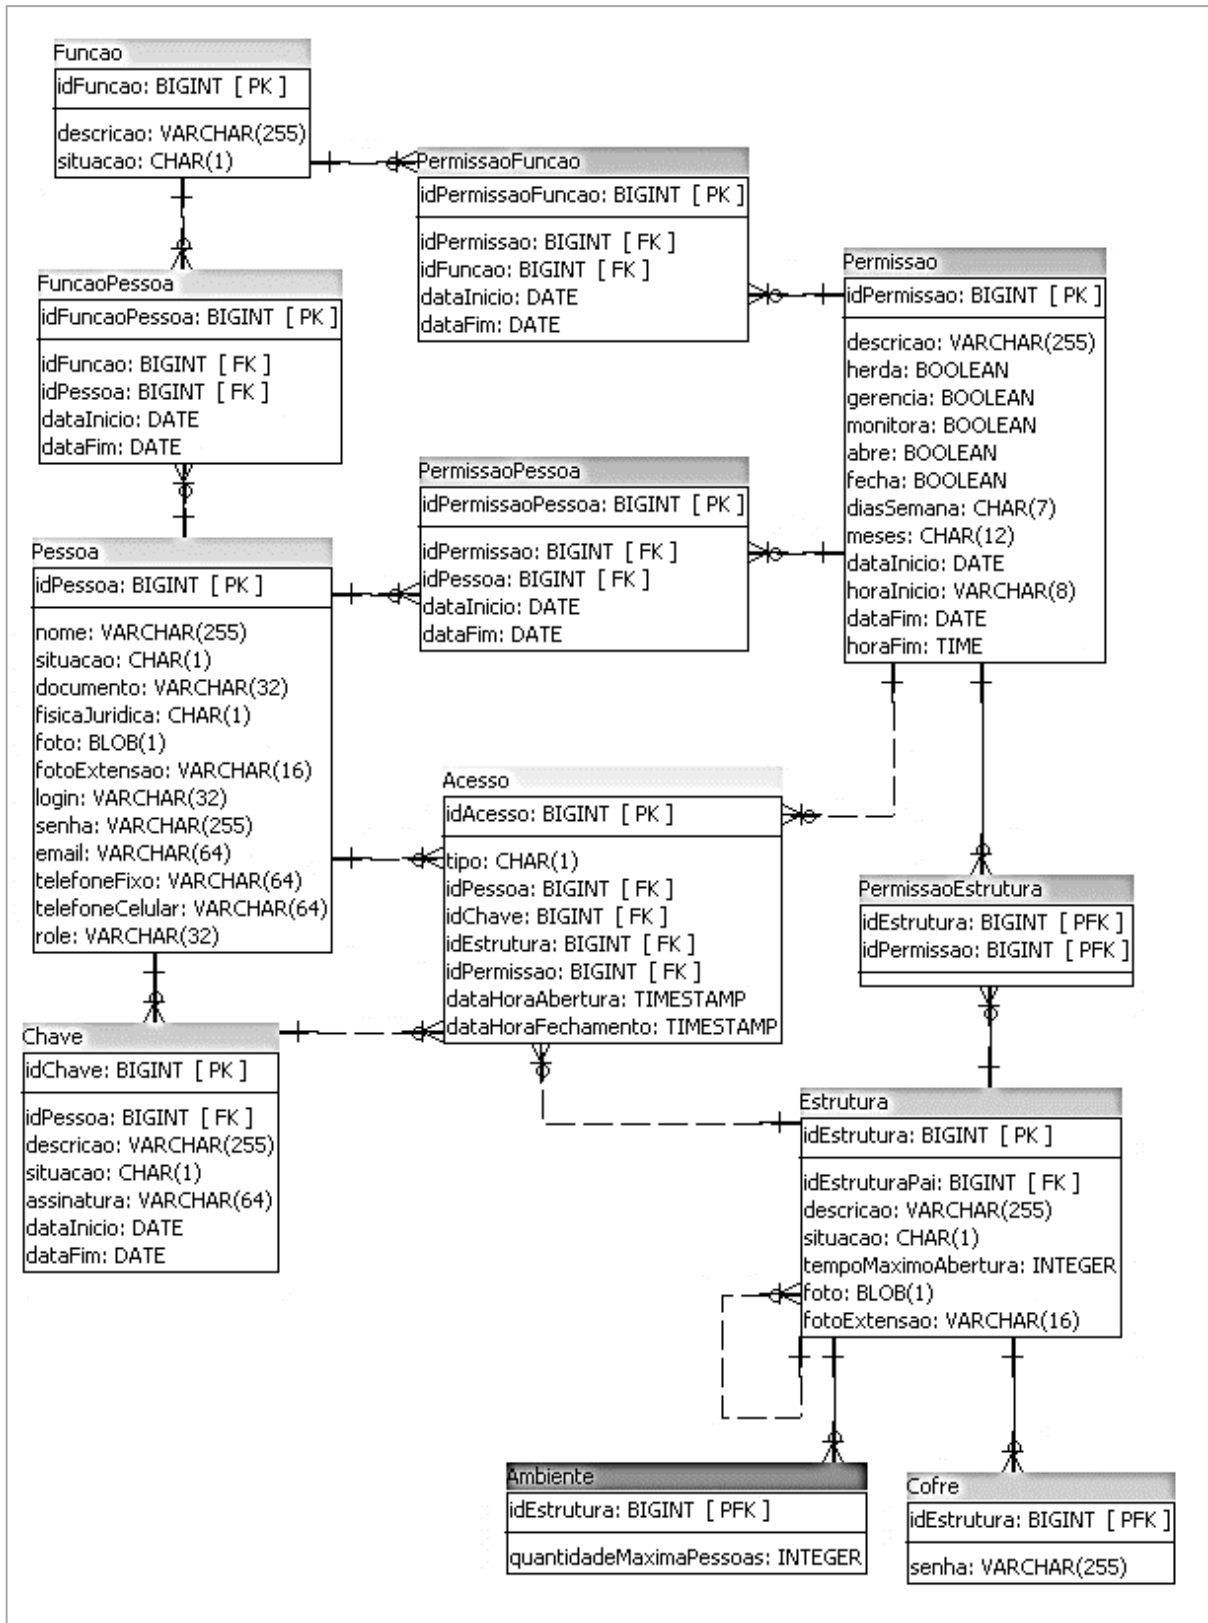 Funcao
idFuncao: BIGINT [ PK ]
descricao: VARCHAR(255)
situacao: CHAR(1)
PermissaoFuncao
idPermissaoFuncao: BIGINT [ PK ]
idPermissao: BIGINT [ FK ]
idFuncao: BIGINT [ FK ]
dataInicio: DATE
dataFim: DATE
FuncaoPessoa
idFuncaoPessoa: BIGINT [ PK ]
idFuncao: BIGINT [ FK ]
idPessoa: BIGINT [ FK ]
dataInicio: DATE
dataFim: DATE
Permissao
idPermissao: BIGINT [ PK ]
descricao: VARCHAR(255)
herda: BOOLEAN
gerencia: BOOLEAN
monitora: BOOLEAN
abre: BOOLEAN
fecha: BOOLEAN
diasSemana: CHAR(7)
meses: CHAR(12)
dataInicio: DATE
horaInicio: VARCHAR(8)
dataFim: DATE
horaFim: TIME
PermissaoPessoa
idPermissaoPessoa: BIGINT [ PK ]
idPermissao: BIGINT [ FK ]
idPessoa: BIGINT [ FK ]
dataInicio: DATE
dataFim: DATE
Pessoa
idPessoa: BIGINT [ PK ]
nome: VARCHAR(255)
situacao: CHAR(1)
documento: VARCHAR(32)
fisicaJuridica: CHAR(1)
foto: BLOB(1)
fotoExtensao: VARCHAR(16)
login: VARCHAR(32)
senha: VARCHAR(255)
email: VARCHAR(64)
telefoneFixo: VARCHAR(64)
telefoneCelular: VARCHAR(64)
role: VARCHAR(32)
Acesso
idAcesso: BIGINT [ PK ]
tipo: CHAR(1)
idPessoa: BIGINT [ FK ]
idChave: BIGINT [ FK ]
idEstrutura: BIGINT [ FK ]
idPermissao: BIGINT [ FK ]
dataHoraAbertura: TIMESTAMP
dataHoraFechamento: TIMESTAMP
PermissaoEstrutura
idEstrutura: BIGINT [ PFK ]
idPermissao: BIGINT [ PFK ]
Chave
idChave: BIGINT [ PK ]
idPessoa: BIGINT [ FK ]
descricao: VARCHAR(255)
situacao: CHAR(1)
assinatura: VARCHAR(64)
dataInicio: DATE
dataFim: DATE
Estrutura
idEstrutura: BIGINT [ PK ]
idEstruturaPai: BIGINT [ FK ]
descricao: VARCHAR(255)
situacao: CHAR(1)
tempoMaximoAbertura: INTEGER
foto: BLOB(1)
fotoExtensao: VARCHAR(16)
Ambiente
idEstrutura: BIGINT [ PFK ]
quantidadeMaximaPessoas: INTEGER
Cofre
idEstrutura: BIGINT [ PFK ]
senha: VARCHAR(255)